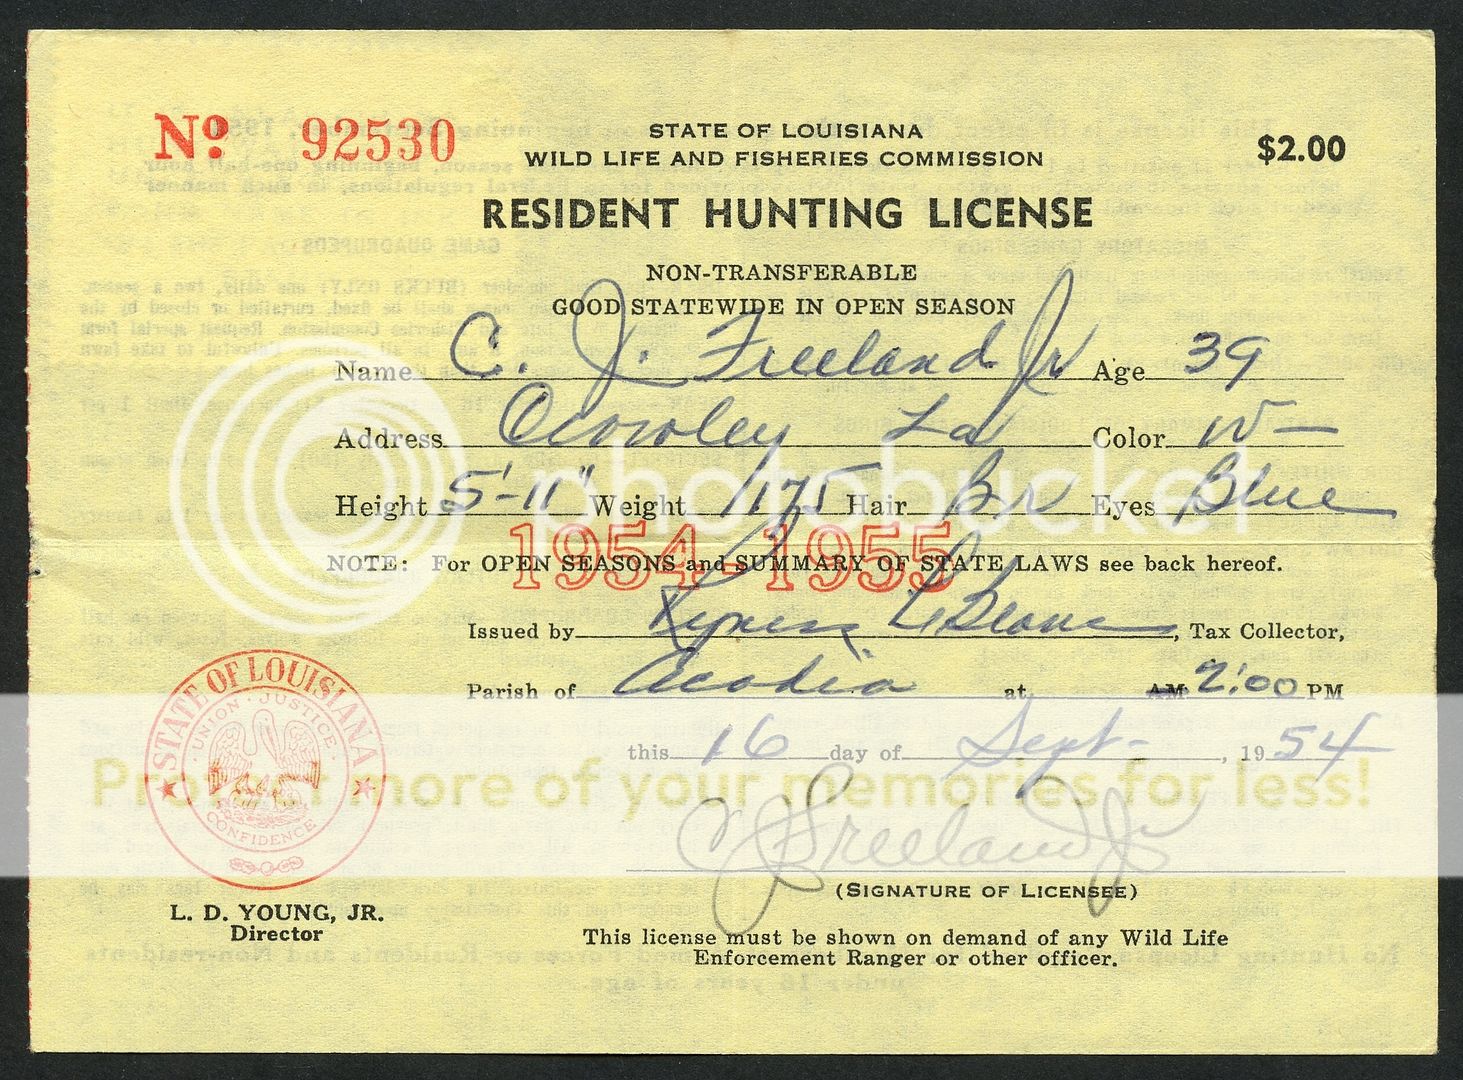 Nº 92530
STATE OF LOUISIANA
WILD LIFE AND FISHERIES COMMISSION
$2.00
RESIDENT HUNTING LICENSE
NON-TRANSFERABLE
GOOD STATEWIDE IN OPEN SEASON
Name C. J. Freeland Jr Age 39
Address Crowley La Color W
Height 5'-11" Weight 175 Hair Br Eyes Blue
photobucket
1954-1955
NOTE: For OPEN SEASONS and SUMMARY OF STATE LAWS see back hereof.
Issued by LeBlanc, Tax Collector,
Parish of Acadia at AM 2:00 PM
this 16 day of Sept- , 1954
Protect more of your memories for less!
C J Freeland Jr
(SIGNATURE OF LICENSEE)
STATE OF LOUISIANA
UNION · JUSTICE
CONFIDENCE
L. D. YOUNG, JR.
Director
This license must be shown on demand of any Wild Life
Enforcement Ranger or other officer.